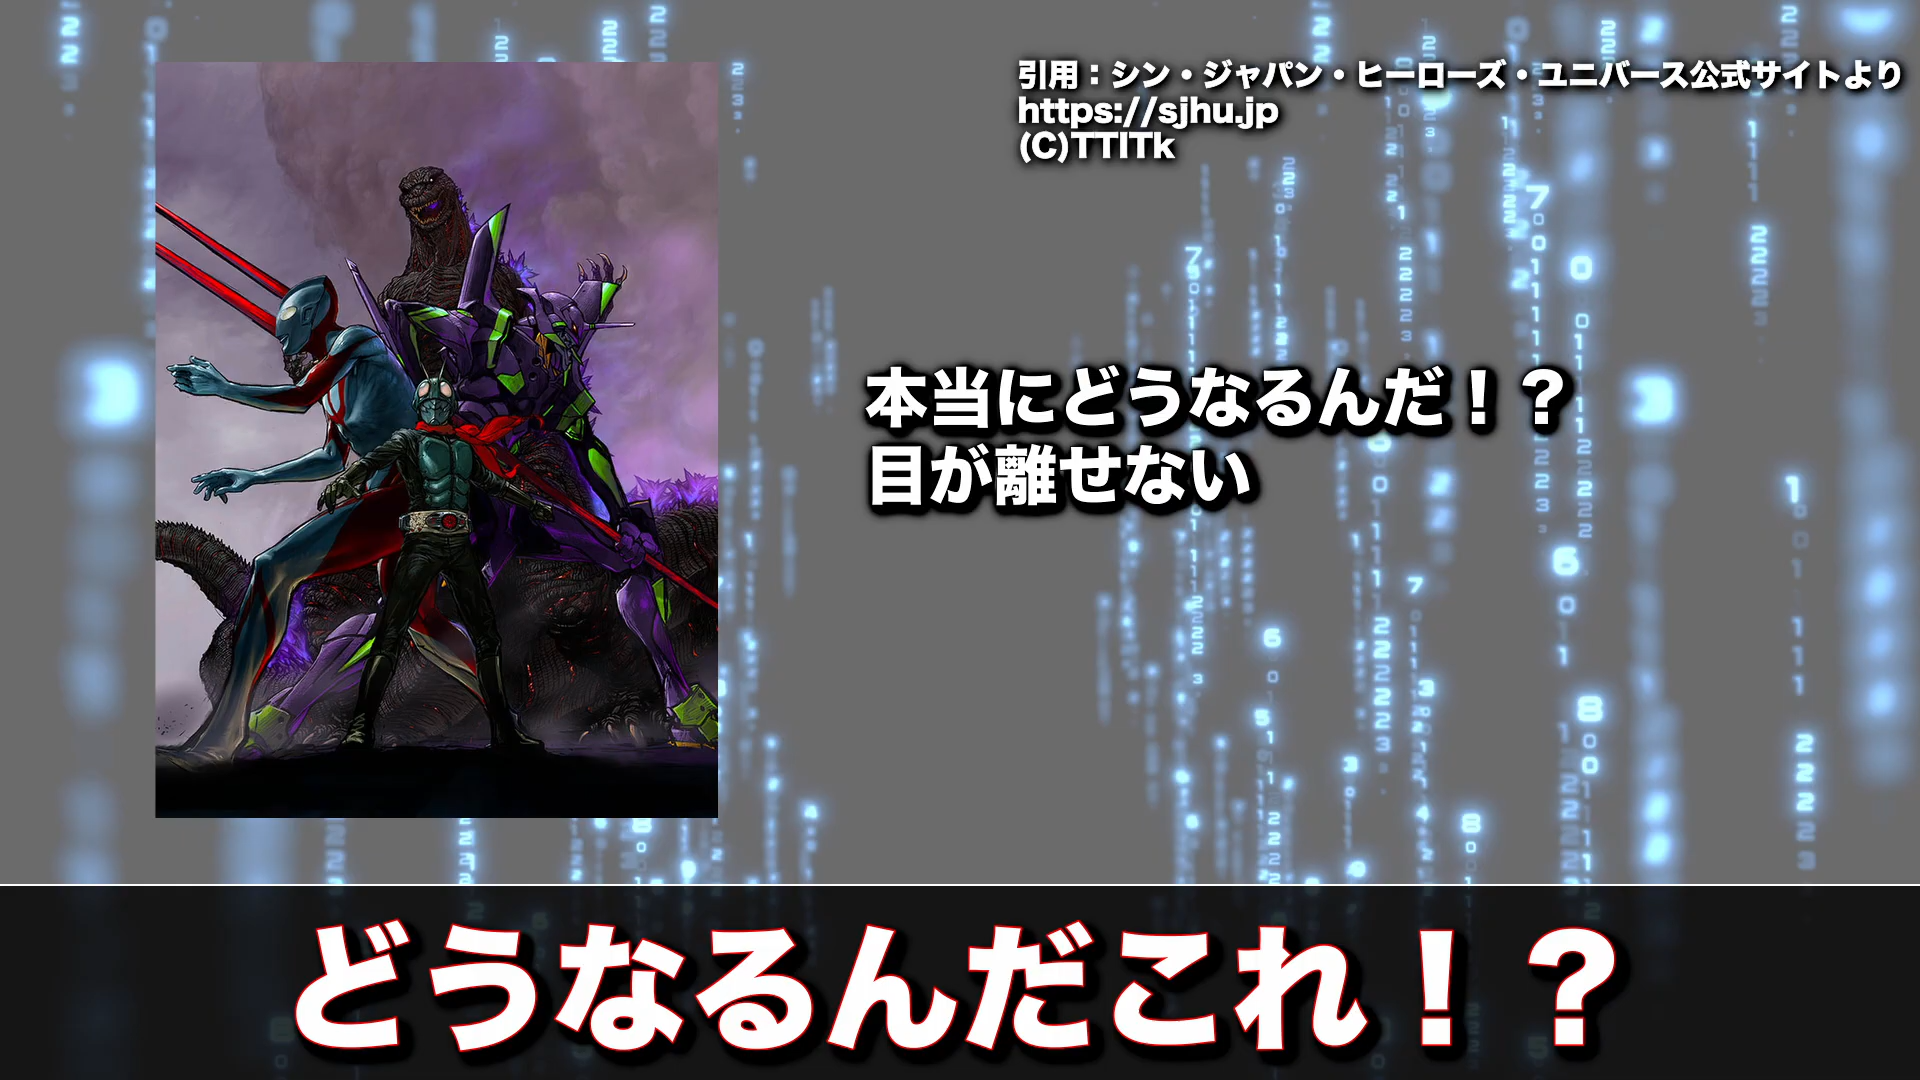 引用：シン・ジャパン・ヒーローズ・ユニバース公式サイトより
https://sjhu.jp
(C)TTITk
本当にどうなるんだ！？
目が離せない
どうなるんだこれ！？